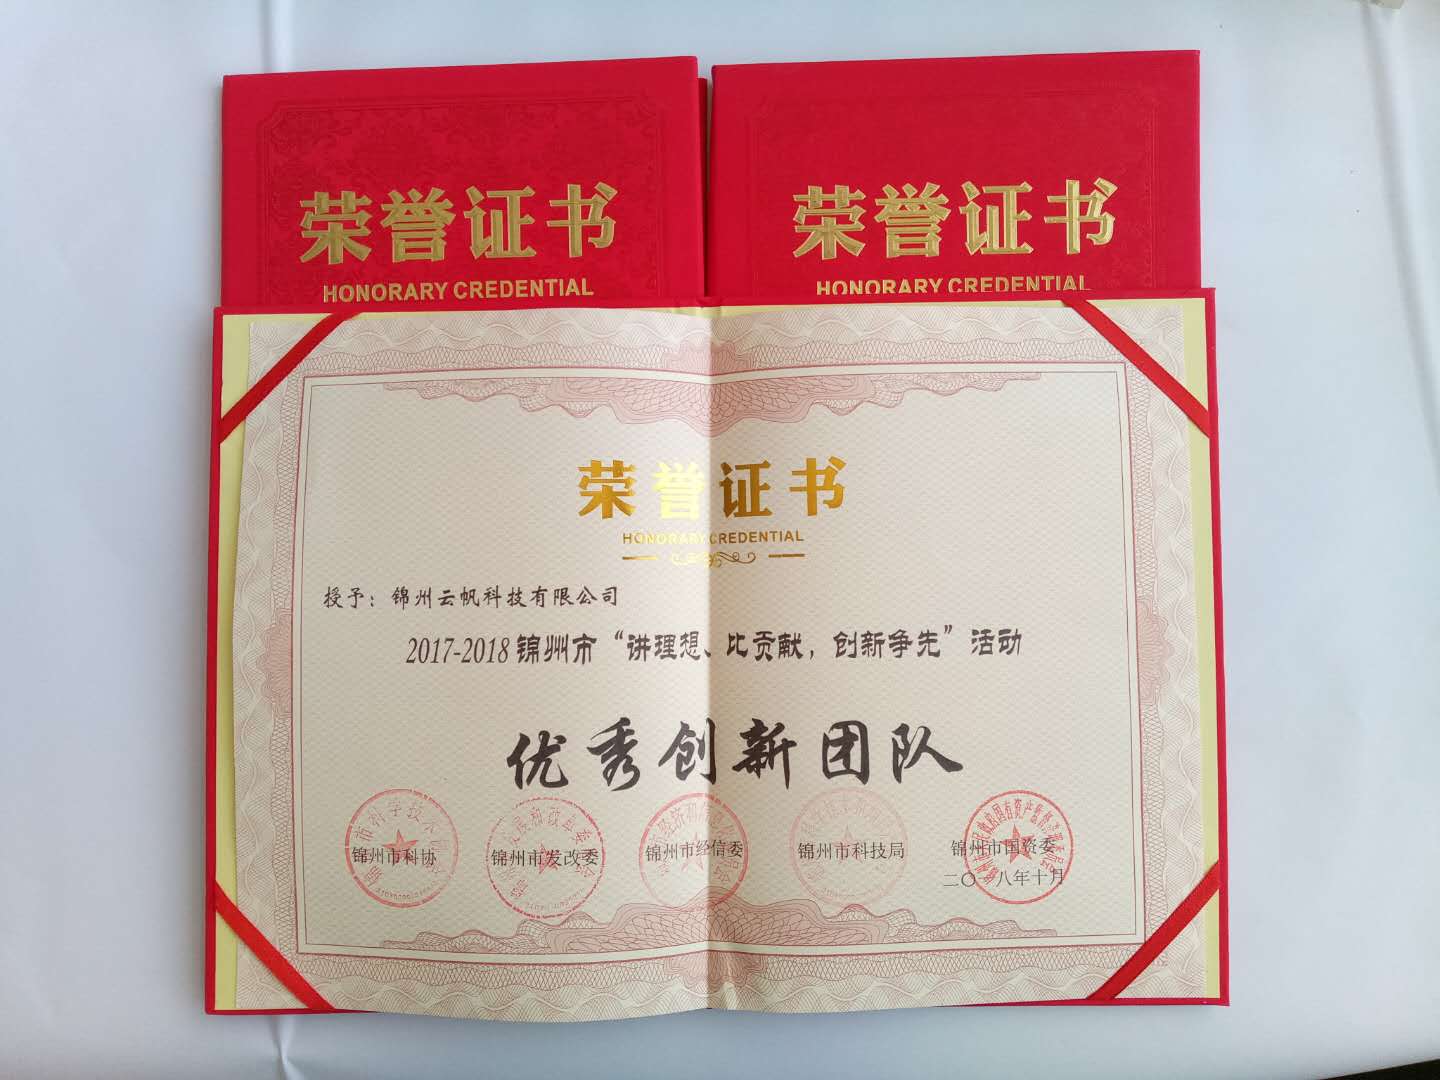 荣誉证书
HONORARY CREDENTIAL
荣誉证书
HONORARY CREDENTIAL
荣誉证书
HONORARY CREDENTIAL
授予：锦州云帆科技有限公司
2017-2018 锦州市“讲理想、比贡献，创新争先”活动
优秀创新团队
锦州市科协
锦州市发改委
锦州市经信委
锦州市科技局
锦州市国资委
二〇一八年十月